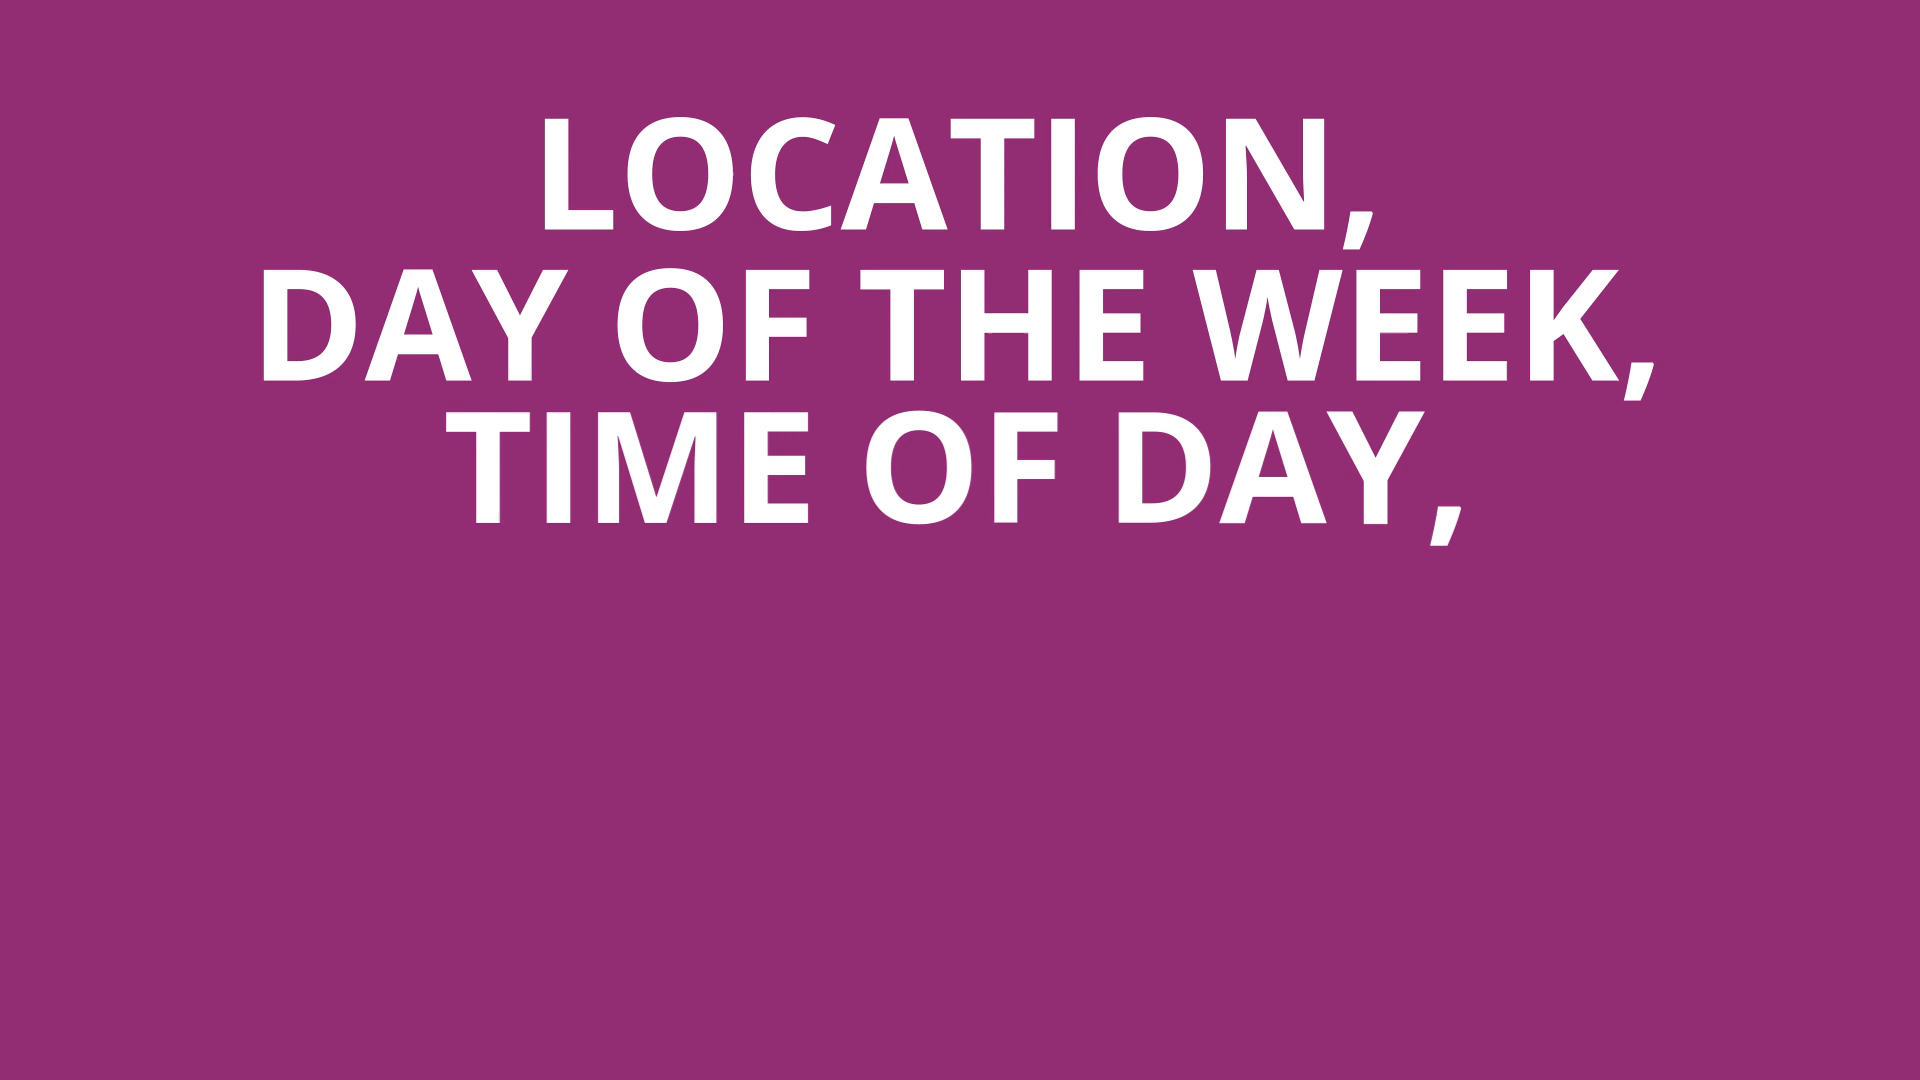 LOCATION,
DAY OF THE WEEK,
TIME OF DAY,